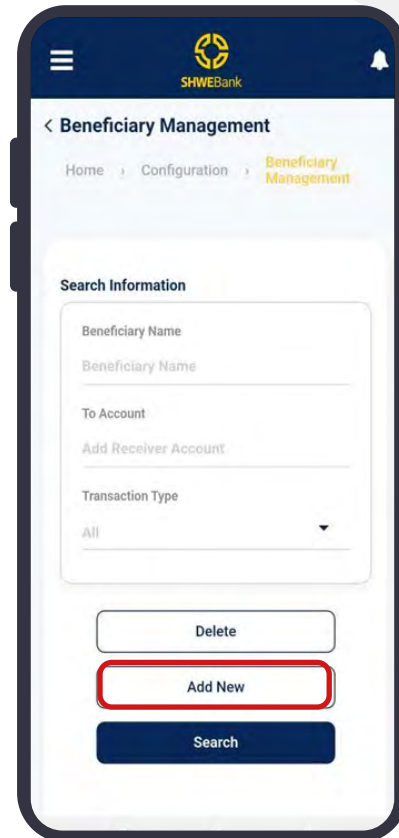 SHWEBank
< Beneficiary Management
Home › Configuration › Beneficiary Management
Search Information
Beneficiary Name
Beneficiary Name
To Account
Add Receiver Account
Transaction Type
All
Delete
Add New
Search